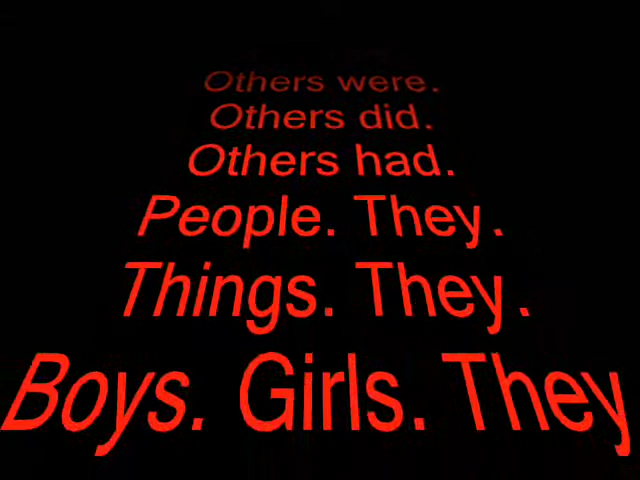 Others were.
Others did.
Others had.
People. They.
Things. They.
Boys. Girls. They